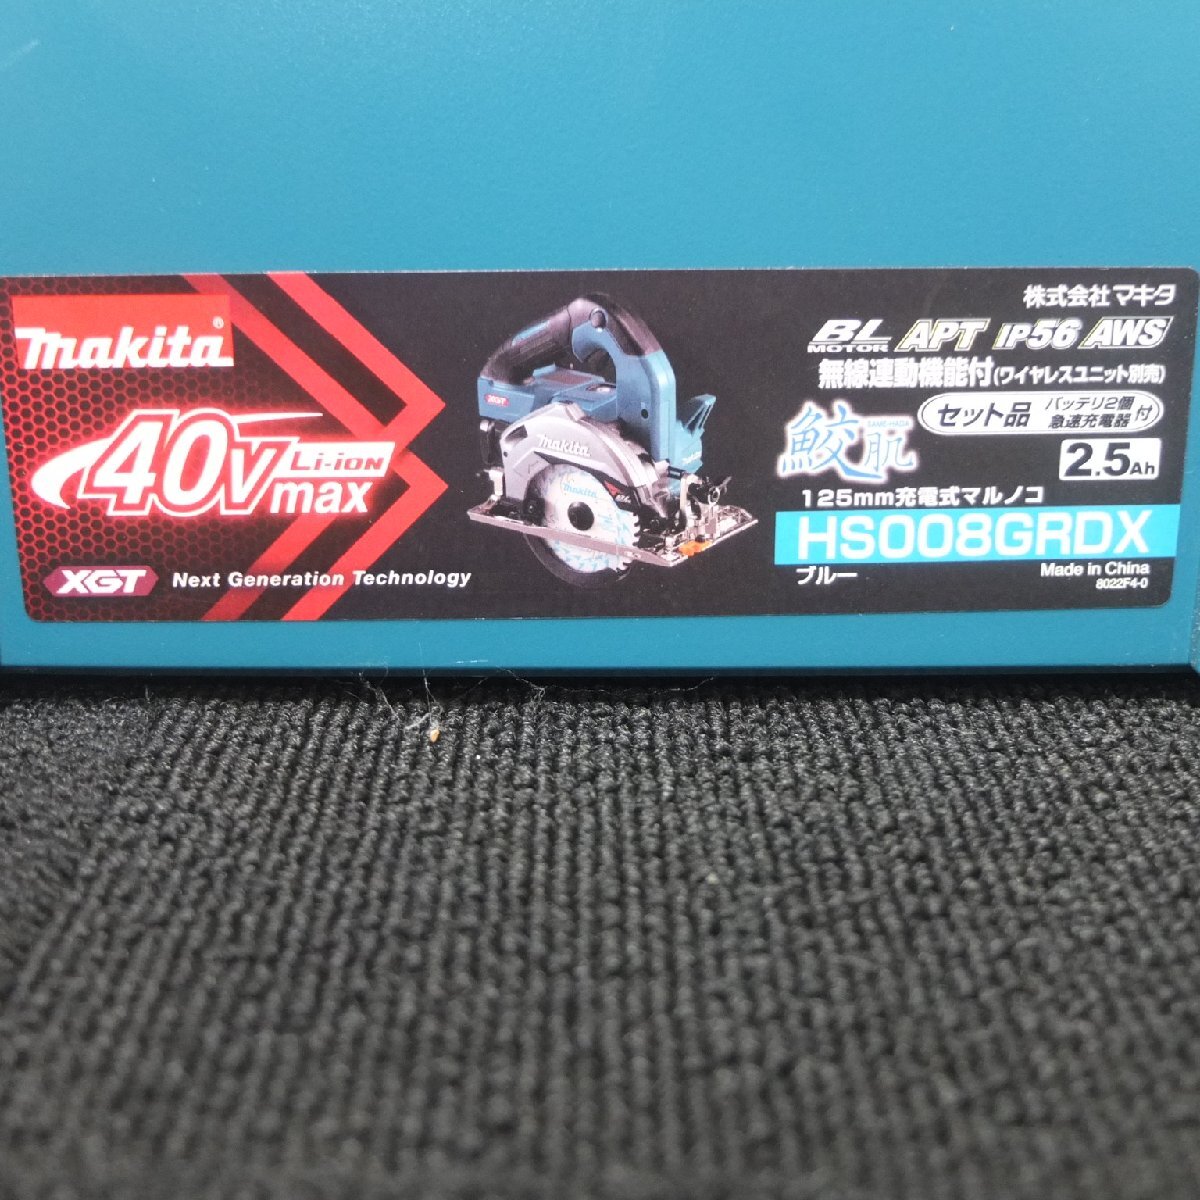 makita®
40Vmax Li-ion
XGT Next Generation Technology
makita
株式会社 マキタ
BL MOTOR APT IP56 AWS
無線連動機能付(ワイヤレスユニット別売)
鮫肌 SAME-HADA
セット品 バッテリ2個 急速充電器 付
2.5Ah
125mm充電式マルノコ
HS008GRDX
ブルー
Made in China
8022F4-0